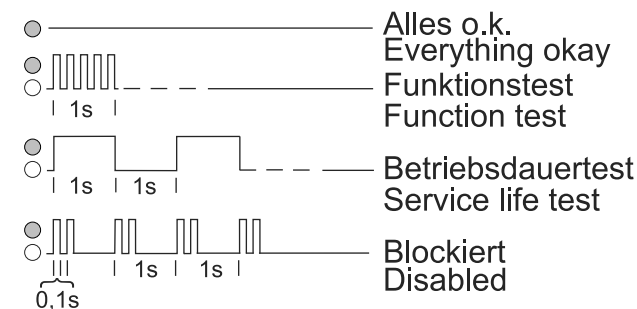 Alles o.k.
Everything okay
Funktionstest
1s
Function test
Betriebsdauertest
1s 1s
Service life test
Blockiert
1s 1s
Disabled
0,1s